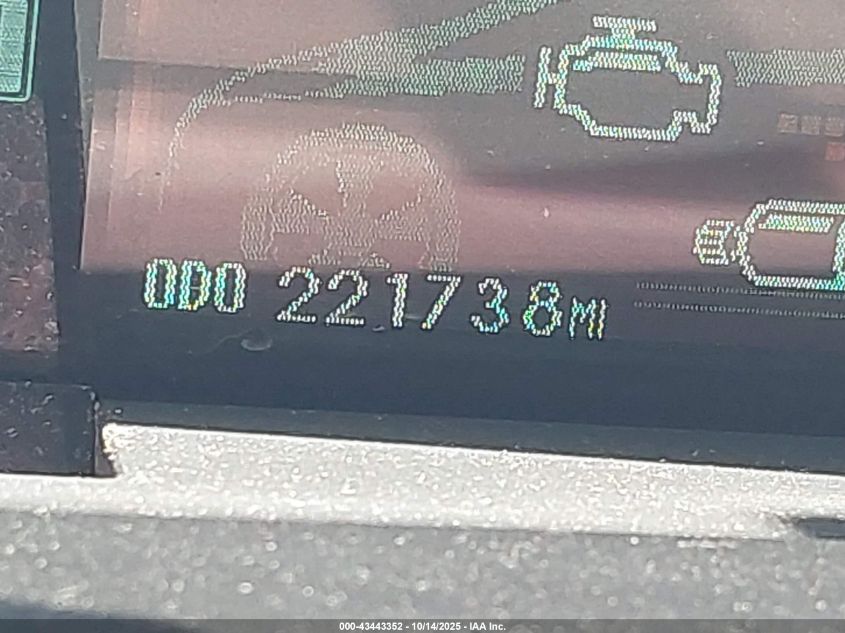 ODO 221738MI
000-43443352 - 10/14/2025 - IAA Inc.